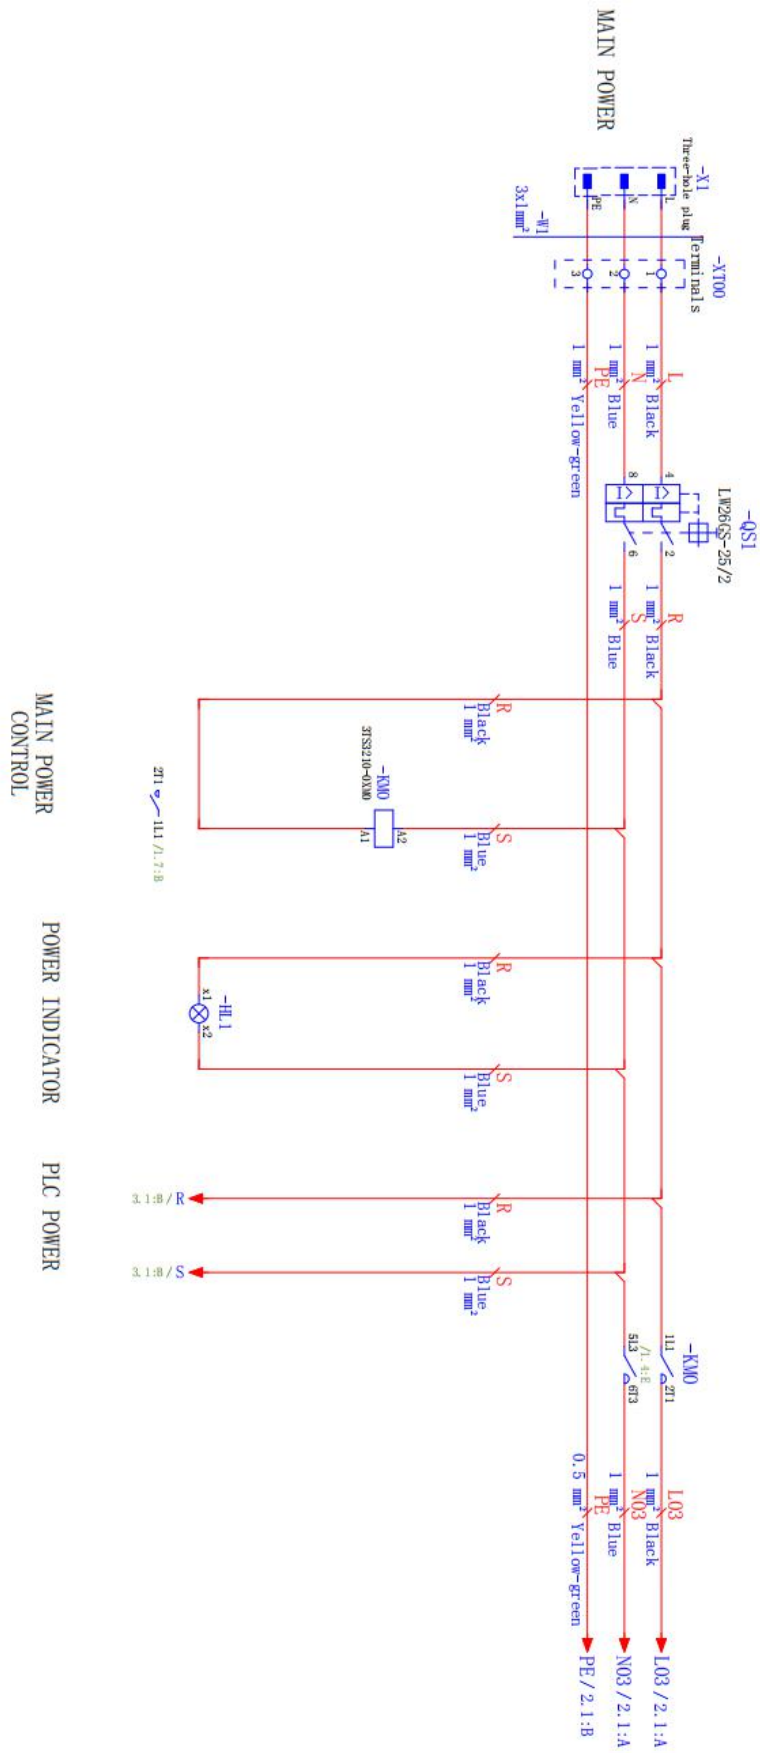 MAIN POWER
-X1
Three-hole plug
L
N
PE
-W1
3x1mm²
-XT00
Terminals
1
2
3
L
1 mm² Black
N
1 mm² Blue
PE
1 mm² Yellow-green
-QS1
LW26GS-25/2
4
2
8
6
I>
I>
R
1 mm² Black
S
1 mm² Blue
R
Black
1 mm²
S
Blue
1 mm²
-KM0
3TS3210-0XM0
A2
A1
2T1
1L1 /1.7:B
R
Black
1 mm²
S
Blue
1 mm²
-HL1
x1
x2
R
Black
1 mm²
S
Blue
1 mm²
3.1:B / R
3.1:B / S
-KM0
1L1
2T1
5L3
6T3
/1.4:E
L03
1 mm² Black
N03
1 mm² Blue
PE
0.5 mm² Yellow-green
L03 / 2.1:A
N03 / 2.1:A
PE / 2.1:B
MAIN POWER
CONTROL
POWER INDICATOR
PLC POWER